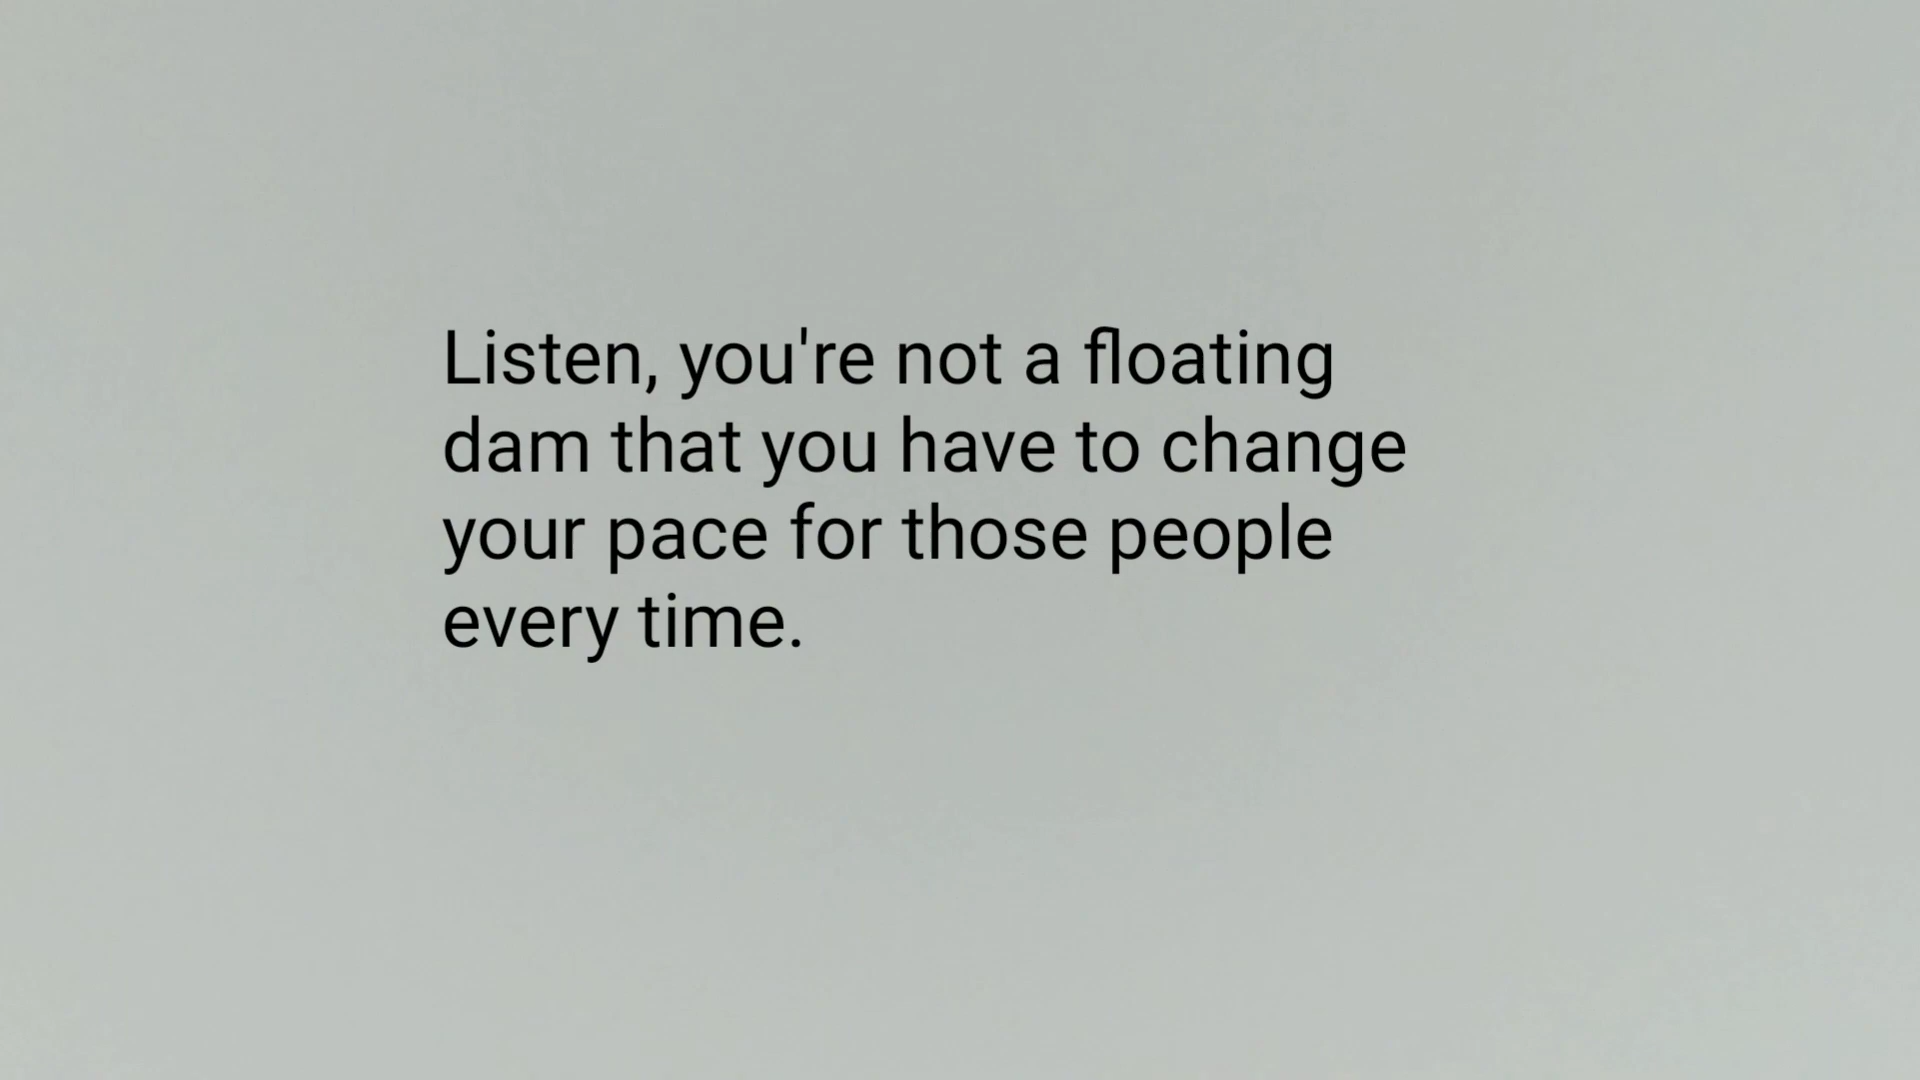 Listen, you're not a floating
dam that you have to change
your pace for those people
every time.